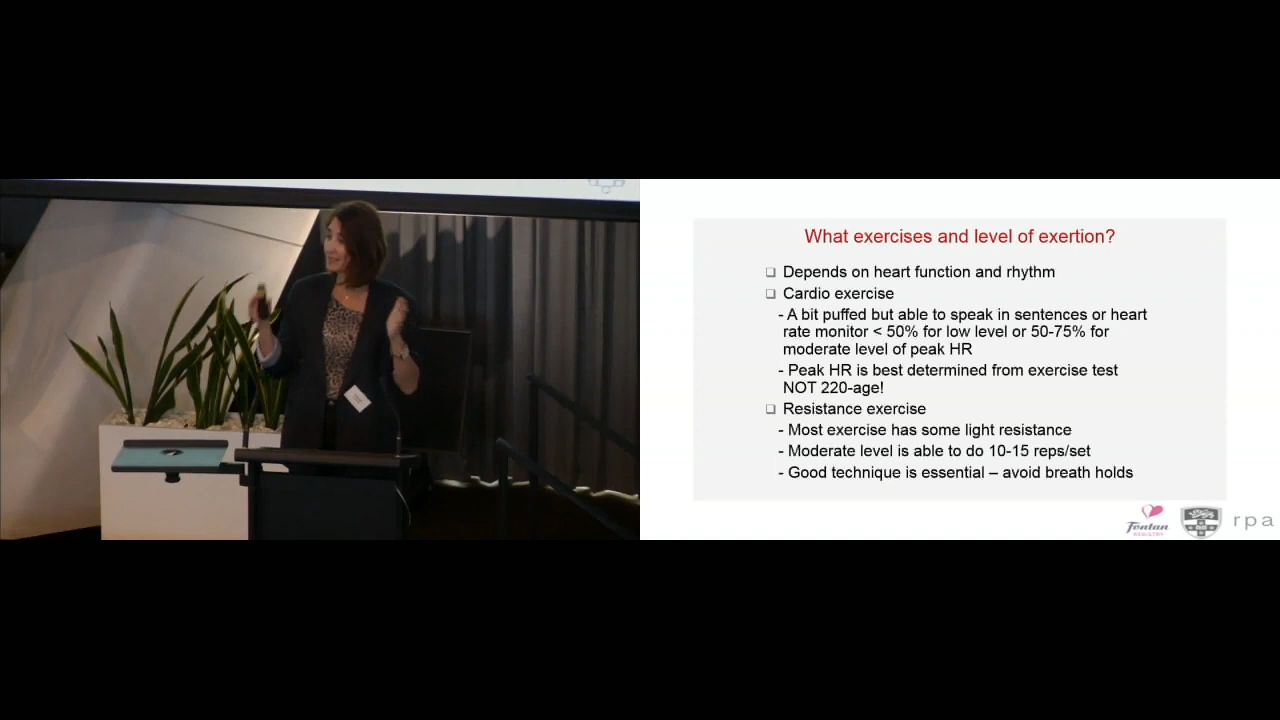 What exercises and level of exertion?
❑ Depends on heart function and rhythm
❑ Cardio exercise
- A bit puffed but able to speak in sentences or heart
rate monitor < 50% for low level or 50-75% for
moderate level of peak HR
- Peak HR is best determined from exercise test
NOT 220-age!
❑ Resistance exercise
- Most exercise has some light resistance
- Moderate level is able to do 10-15 reps/set
- Good technique is essential – avoid breath holds
Fontan
REGISTRY
rpa